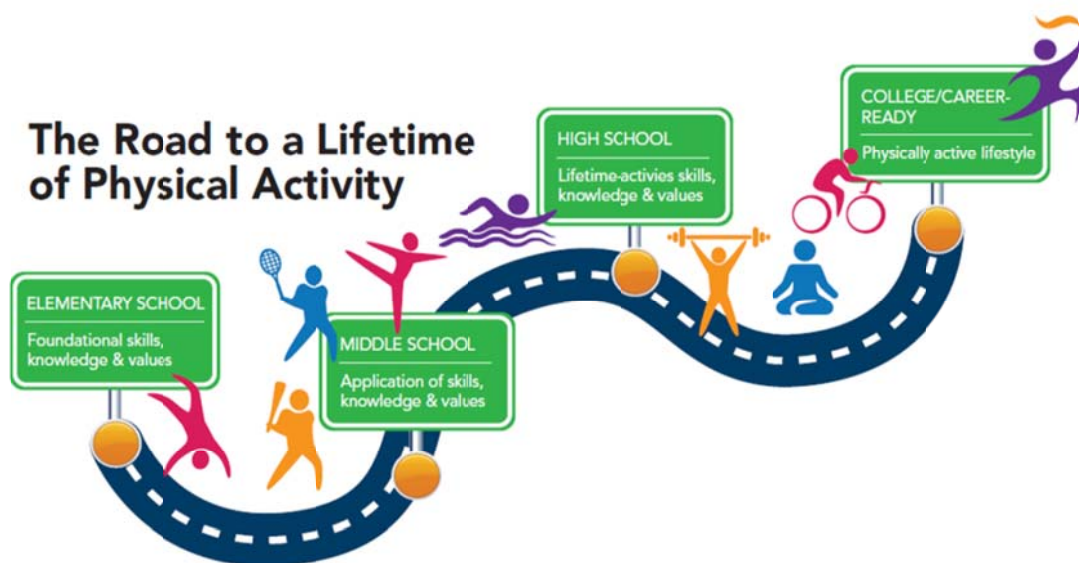 The Road to a Lifetime
of Physical Activity
ELEMENTARY SCHOOL
Foundational skills,
knowledge & values
MIDDLE SCHOOL
Application of skills,
knowledge & values
HIGH SCHOOL
Lifetime-activies skills,
knowledge & values
COLLEGE/CAREER-
READY
Physically active lifestyle